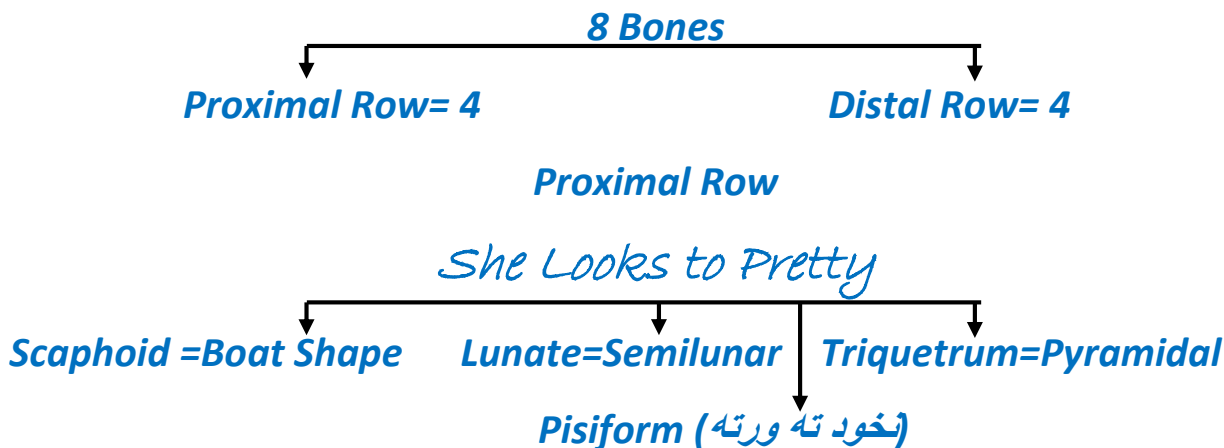 8 Bones
Proximal Row= 4 Distal Row= 4
Proximal Row
She Looks to Pretty
Scaphoid =Boat Shape Lunate=Semilunar Triquetrum=Pyramidal
Pisiform (نخود ته ورته)